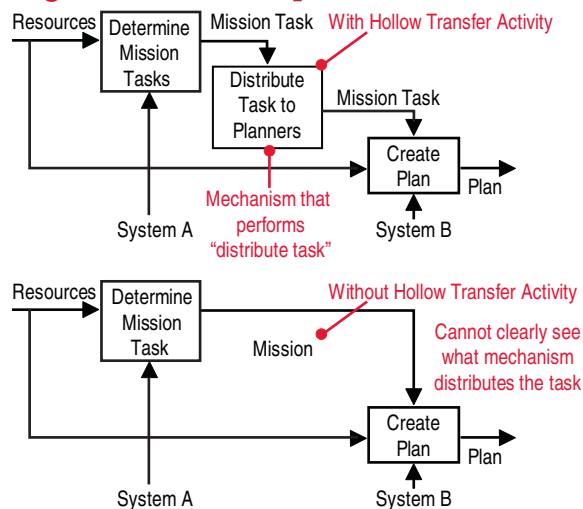 Resources
Determine
Mission
Tasks
Mission Task
With Hollow Transfer Activity
Distribute
Task to
Planners
Mission Task
Create
Plan
Plan
Mechanism that
performs
“distribute task”
System A
System B
Resources
Determine
Mission
Task
Without Hollow Transfer Activity
Mission
Cannot clearly see
what mechanism
distributes the task
Create
Plan
Plan
System A
System B